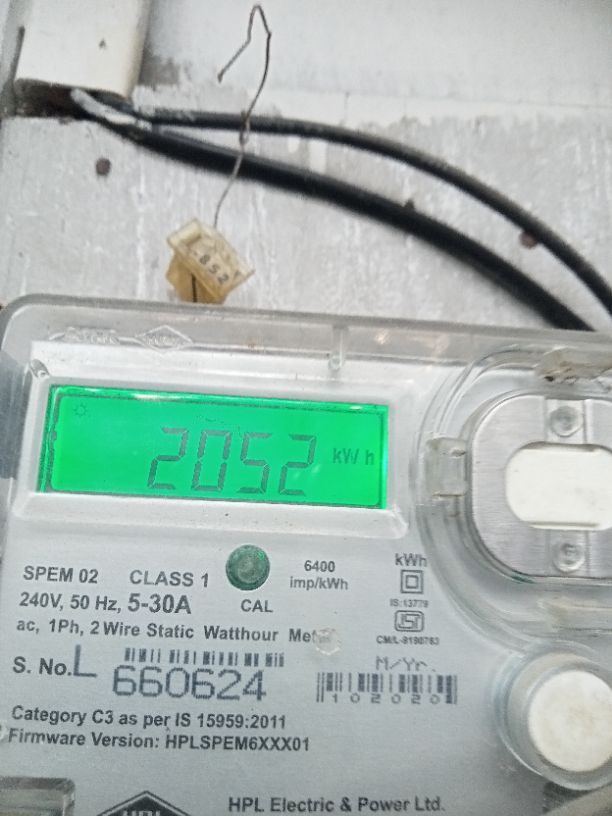 852
2052 kWh
SPEM 02 CLASS 1
6400
imp/kWh
kWh
240V, 50 Hz, 5-30A
CAL
IS:13779
ISI
ac, 1Ph, 2 Wire Static Watthour
CM/L-9190763
M/Yr.
S. No. L 660624
102020
Category C3 as per IS 15959:2011
Firmware Version: HPLSPEM6XXX01
HPL Electric & Power Ltd.